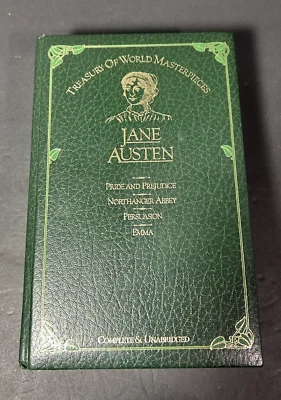 TREASURY OF WORLD MASTERPIECES
JANE
AUSTEN
PRIDE AND PREJUDICE
NORTHANGER ABBEY
PERSUASION
EMMA
COMPLETE & UNABRIDGED